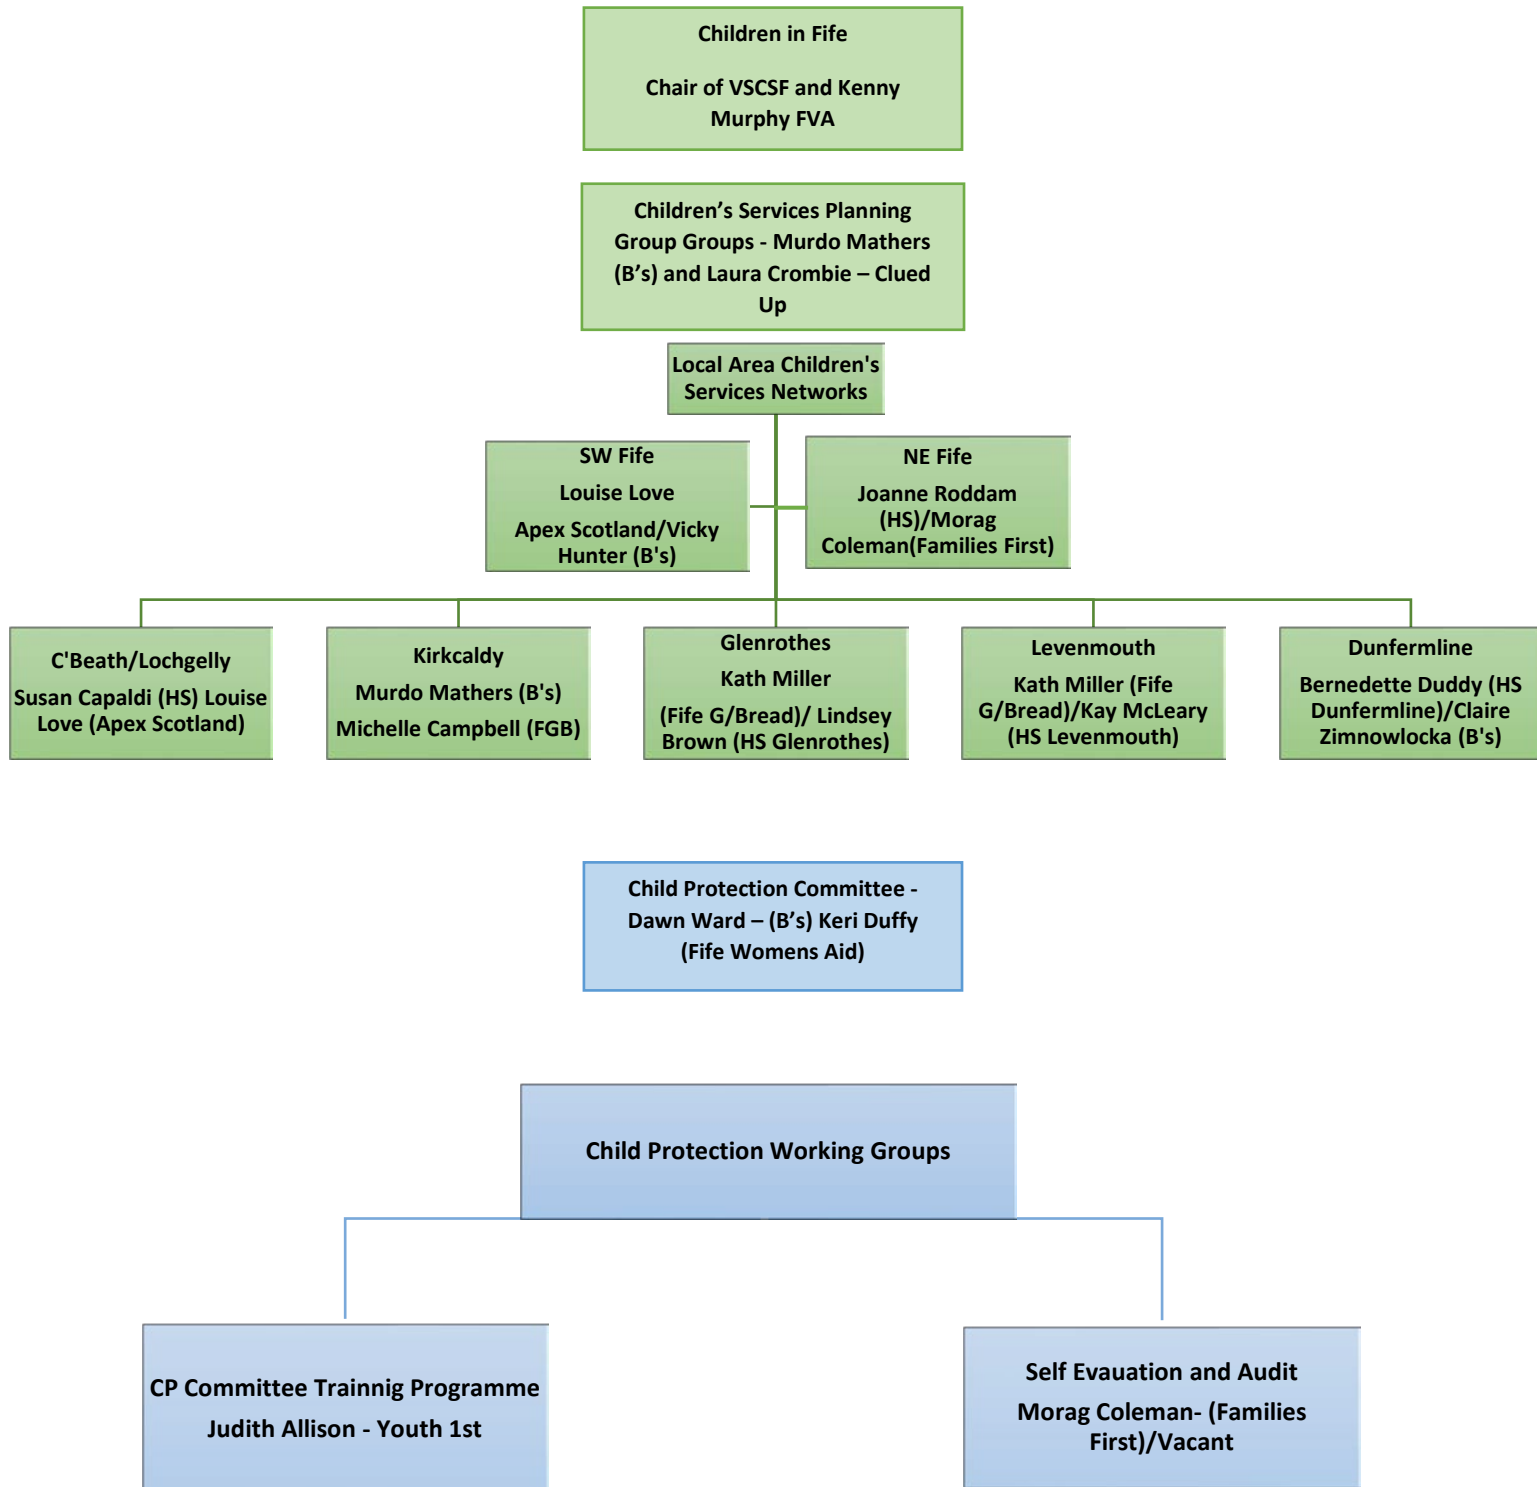 Children in Fife
Chair of VSCSF and Kenny
Murphy FVA
Children’s Services Planning
Group Groups - Murdo Mathers
(B’s) and Laura Crombie – Clued
Up
Local Area Children's
Services Networks
SW Fife
Louise Love
Apex Scotland/Vicky
Hunter (B's)
NE Fife
Joanne Roddam
(HS)/Morag
Coleman(Families First)
C'Beath/Lochgelly
Susan Capaldi (HS) Louise
Love (Apex Scotland)
Kirkcaldy
Murdo Mathers (B's)
Michelle Campbell (FGB)
Glenrothes
Kath Miller
(Fife G/Bread)/ Lindsey
Brown (HS Glenrothes)
Levenmouth
Kath Miller (Fife
G/Bread)/Kay McLeary
(HS Levenmouth)
Dunfermline
Bernedette Duddy (HS
Dunfermline)/Claire
Zimnowlocka (B's)
Child Protection Committee -
Dawn Ward – (B’s) Keri Duffy
(Fife Womens Aid)
Child Protection Working Groups
CP Committee Trainnig Programme
Judith Allison - Youth 1st
Self Evauation and Audit
Morag Coleman- (Families
First)/Vacant